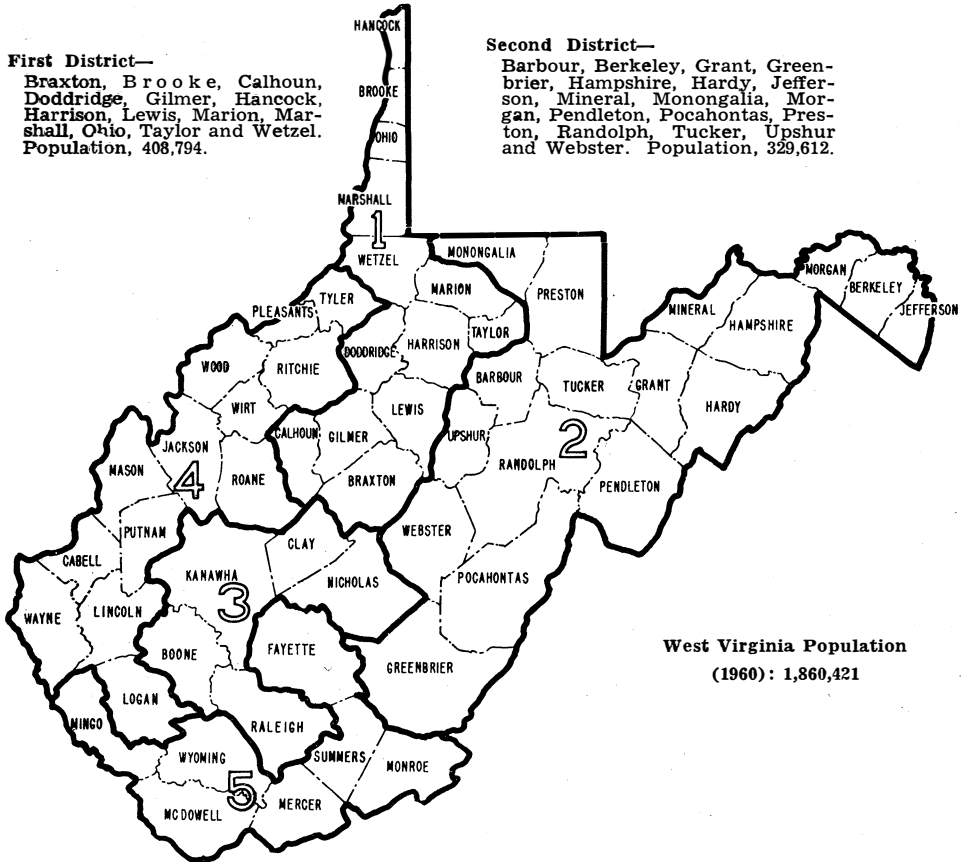 First District—
Braxton, Brooke, Calhoun,
Doddridge, Gilmer, Hancock,
Harrison, Lewis, Marion, Mar-
shall, Ohio, Taylor and Wetzel.
Population, 408,794.
Second District—
Barbour, Berkeley, Grant, Green-
brier, Hampshire, Hardy, Jeffer-
son, Mineral, Monongalia, Mor-
gan, Pendleton, Pocahontas, Pres-
ton, Randolph, Tucker, Upshur
and Webster. Population, 329,612.
HANCOCK
BROOKE
OHIO
MARSHALL
1
WETZEL
MONONGALIA
MARION
PRESTON
TYLER
PLEASANTS
TAYLOR
MORGAN
BERKELEY
JEFFERSON
MINERAL
HAMPSHIRE
DODDRIDGE
HARRISON
WOOD
RITCHIE
BARBOUR
TUCKER
GRANT
HARDY
WIRT
LEWIS
CALHOUN
GILMER
UPSHUR
2
RANDOLPH
JACKSON
MASON
4
ROANE
BRAXTON
PENDLETON
PUTNAM
CLAY
WEBSTER
CABELL
KANAWHA
NICHOLAS
POCAHONTAS
3
WAYNE
LINCOLN
BOONE
FAYETTE
GREENBRIER
West Virginia Population
(1960): 1,860,421
LOGAN
MINGO
RALEIGH
WYOMING
SUMMERS
MONROE
5
MCDOWELL
MERCER